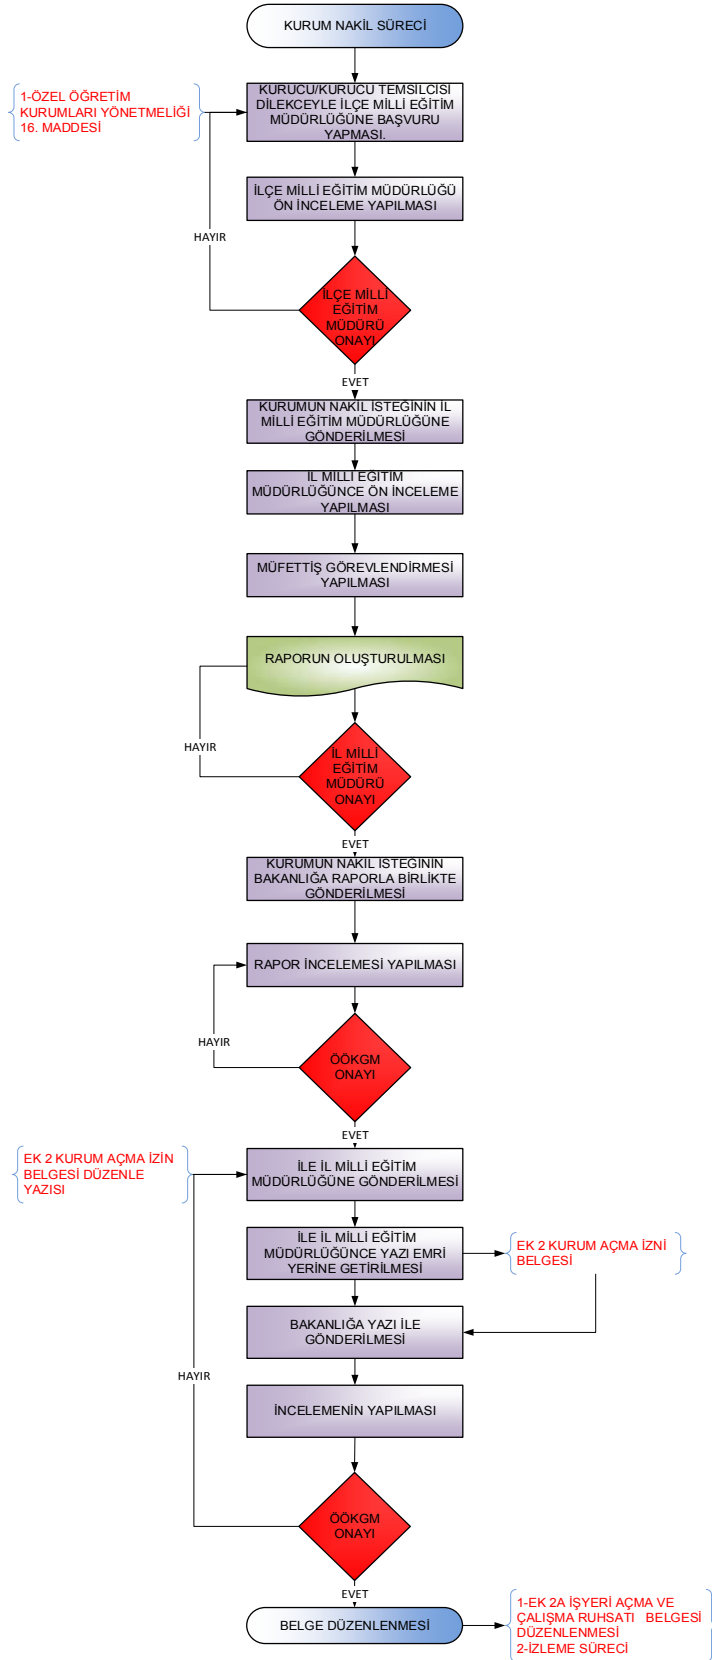 KURUM NAKİL SÜRECİ
1-ÖZEL ÖĞRETİM
KURUMLARI YÖNETMELİĞİ
16. MADDESİ
KURUCU/KURUCU TEMSİLCİSİ
DİLEKCEYLE İLÇE MİLLİ EĞİTİM
MÜDÜRLÜĞÜNE BAŞVURU
YAPMASI.
İLÇE MİLLİ EĞİTİM MÜDÜRLÜĞÜ
ÖN İNCELEME YAPILMASI
HAYIR
İLÇE MİLLİ
EĞİTİM
MÜDÜRÜ
ONAYI
EVET
KURUMUN NAKİL İSTEĞİNİN İL
MİLLİ EĞİTİM MÜDÜRLÜĞÜNE
GÖNDERİLMESİ
İL MİLLİ EĞİTİM
MÜDÜRLÜĞÜNCE ÖN İNCELEME
YAPILMASI
MÜFETTİŞ GÖREVLENDİRMESİ
YAPILMASI
RAPORUN OLUŞTURULMASI
HAYIR
İL MİLLİ
EĞİTİM
MÜDÜRÜ
ONAYI
EVET
KURUMUN NAKİL İSTEĞİNİN
BAKANLIĞA RAPORLA BİRLİKTE
GÖNDERİLMESİ
RAPOR İNCELEMESİ YAPILMASI
HAYIR
ÖÖKGM
ONAYI
EVET
EK 2 KURUM AÇMA İZİN
BELGESİ DÜZENLE
YAZISI
İLE İL MİLLİ EĞİTİM
MÜDÜRLÜĞÜNE GÖNDERİLMESİ
İLE İL MİLLİ EĞİTİM
MÜDÜRLÜĞÜNCE YAZI EMRİ
YERİNE GETİRİLMESİ
EK 2 KURUM AÇMA İZNİ
BELGESİ
BAKANLIĞA YAZI İLE
GÖNDERİLMESİ
HAYIR
İNCELEMENİN YAPILMASI
ÖÖKGM
ONAYI
EVET
BELGE DÜZENLENMESİ
1-EK 2A İŞYERİ AÇMA VE
ÇALIŞMA RUHSATI BELGESİ
DÜZENLENMESİ
2-İZLEME SÜRECİ